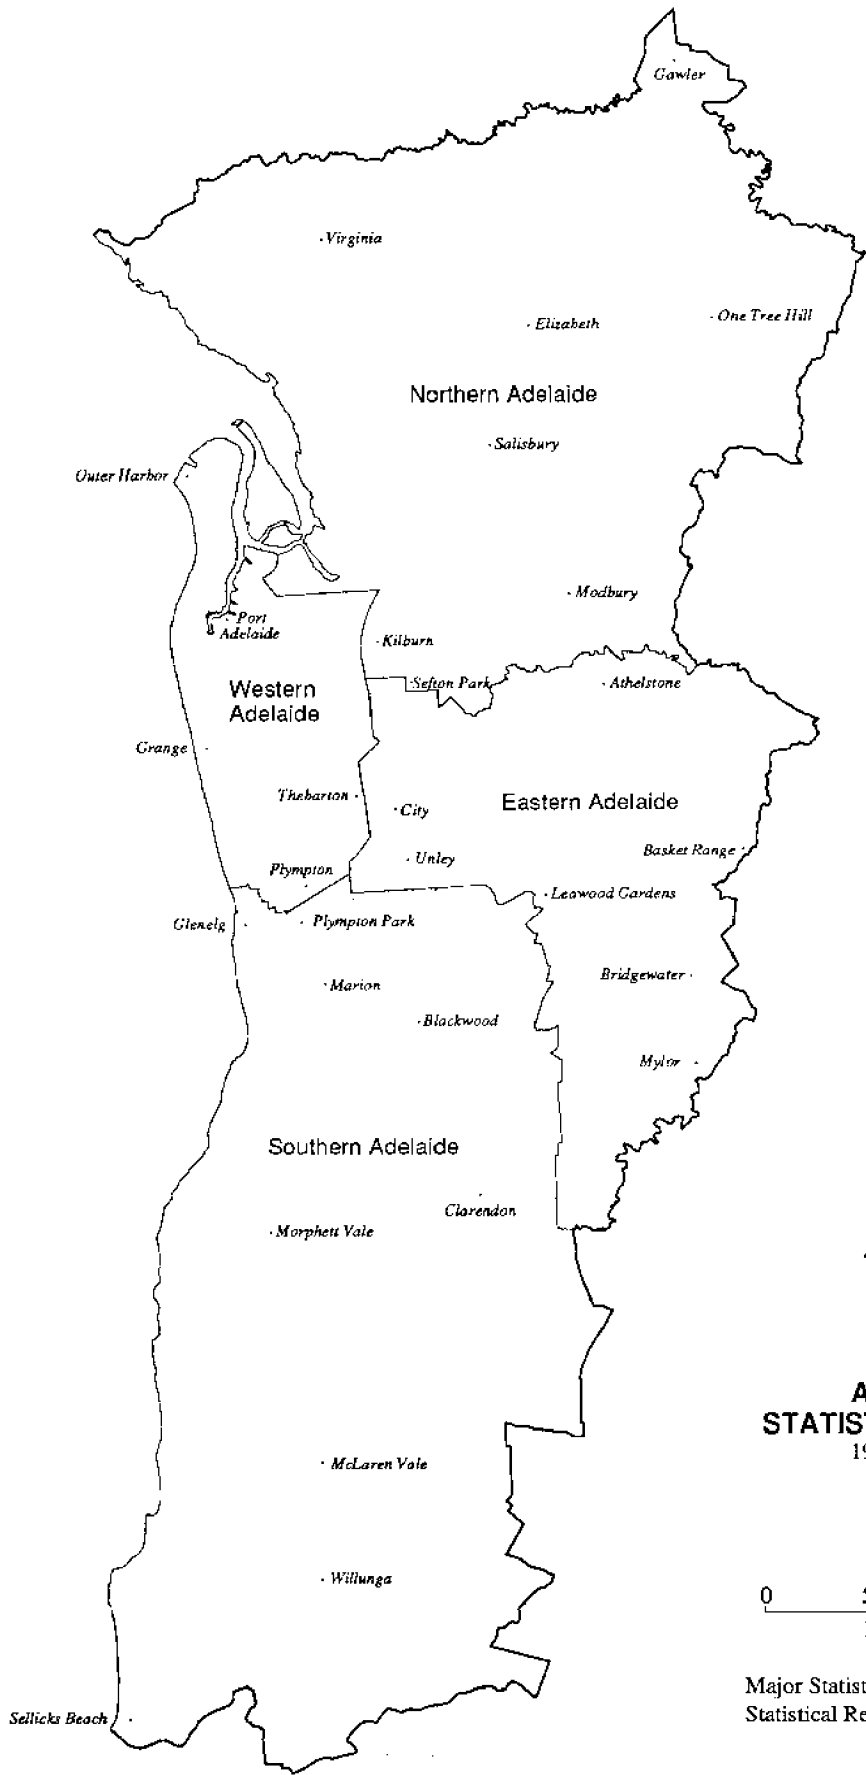 Gawler
Virginia
Elizabeth
One Tree Hill
Northern Adelaide
Salisbury
Outer Harbor
Modbury
Port
Adelaide
Kilburn
Sefton Park
Athelstone
Western
Adelaide
Grange
Thebarton
City
Eastern Adelaide
Unley
Basket Range
Plympton
Leawood Gardens
Glenelg
Plympton Park
Marion
Bridgewater
Blackwood
Mylor
Southern Adelaide
Clarendon
Morphett Vale
A
STATIST
19
McLaren Vale
Willunga
0
Major Statist
Statistical Re
Sellicks Beach